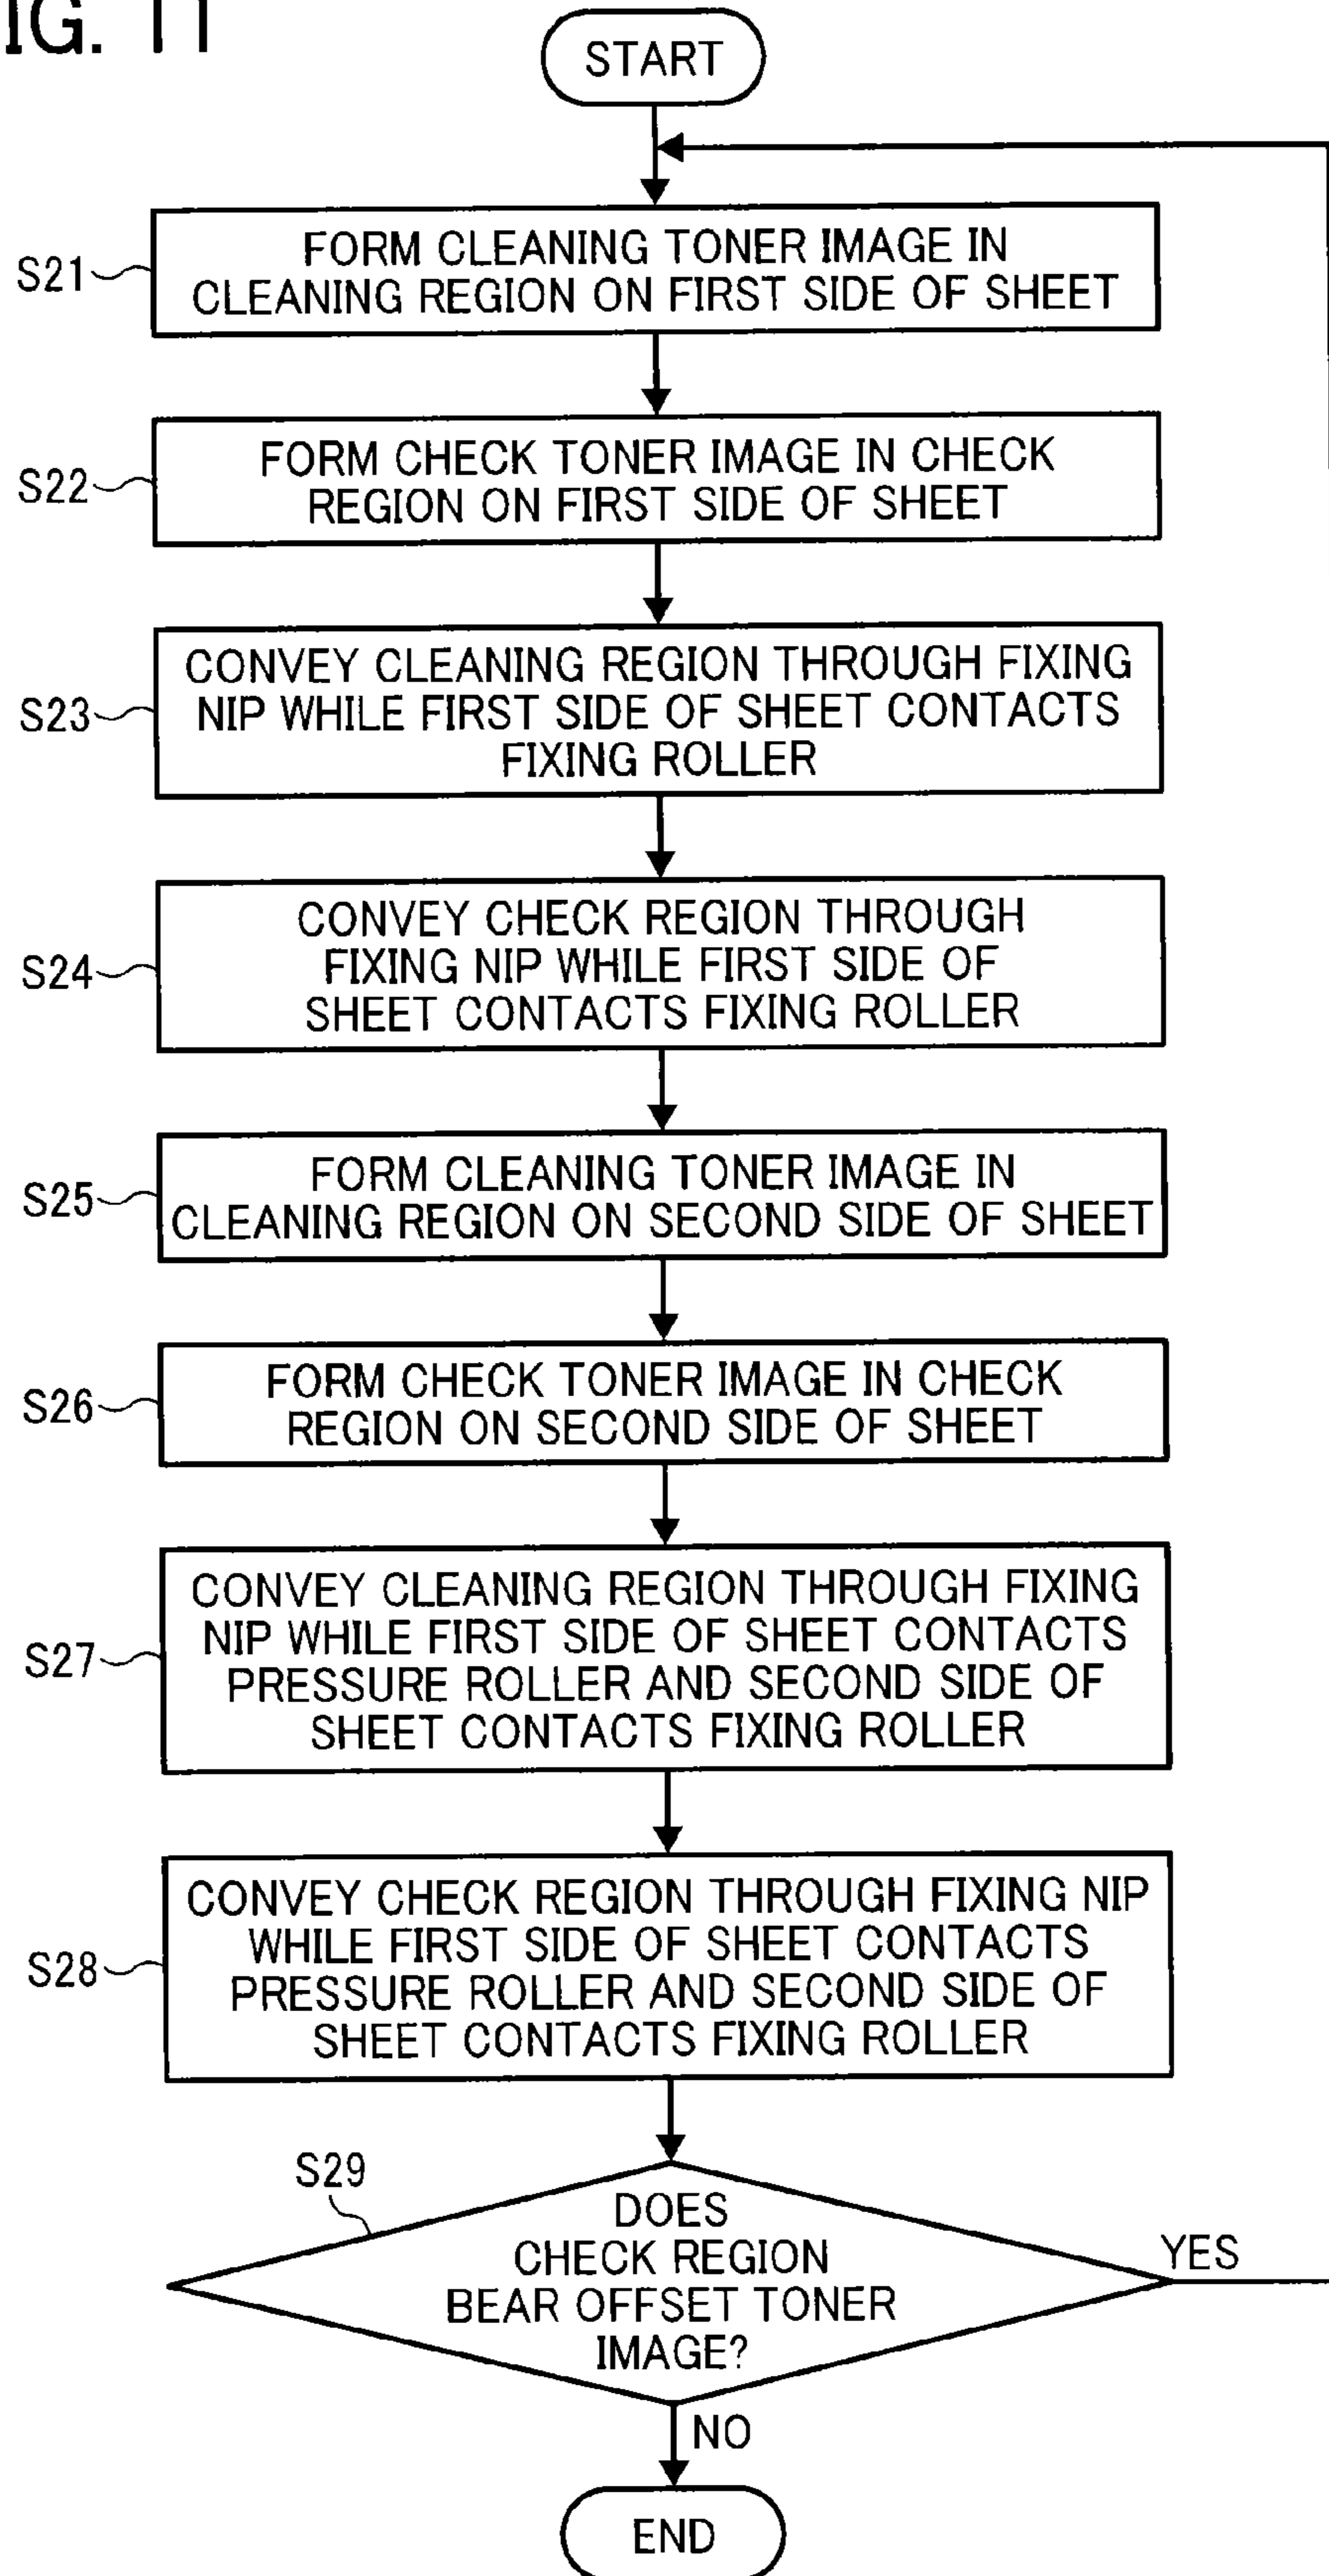 IG. 11
START
S21
FORM CLEANING TONER IMAGE IN
CLEANING REGION ON FIRST SIDE OF SHEET
S22
FORM CHECK TONER IMAGE IN CHECK
REGION ON FIRST SIDE OF SHEET
S23
CONVEY CLEANING REGION THROUGH FIXING
NIP WHILE FIRST SIDE OF SHEET CONTACTS
FIXING ROLLER
S24
CONVEY CHECK REGION THROUGH
FIXING NIP WHILE FIRST SIDE OF
SHEET CONTACTS FIXING ROLLER
S25
FORM CLEANING TONER IMAGE IN
CLEANING REGION ON SECOND SIDE OF SHEET
S26
FORM CHECK TONER IMAGE IN CHECK
REGION ON SECOND SIDE OF SHEET
S27
CONVEY CLEANING REGION THROUGH FIXING
NIP WHILE FIRST SIDE OF SHEET CONTACTS
PRESSURE ROLLER AND SECOND SIDE OF
SHEET CONTACTS FIXING ROLLER
S28
CONVEY CHECK REGION THROUGH FIXING NIP
WHILE FIRST SIDE OF SHEET CONTACTS
PRESSURE ROLLER AND SECOND SIDE OF
SHEET CONTACTS FIXING ROLLER
S29
DOES
CHECK REGION
BEAR OFFSET TONER
IMAGE?
YES
NO
END